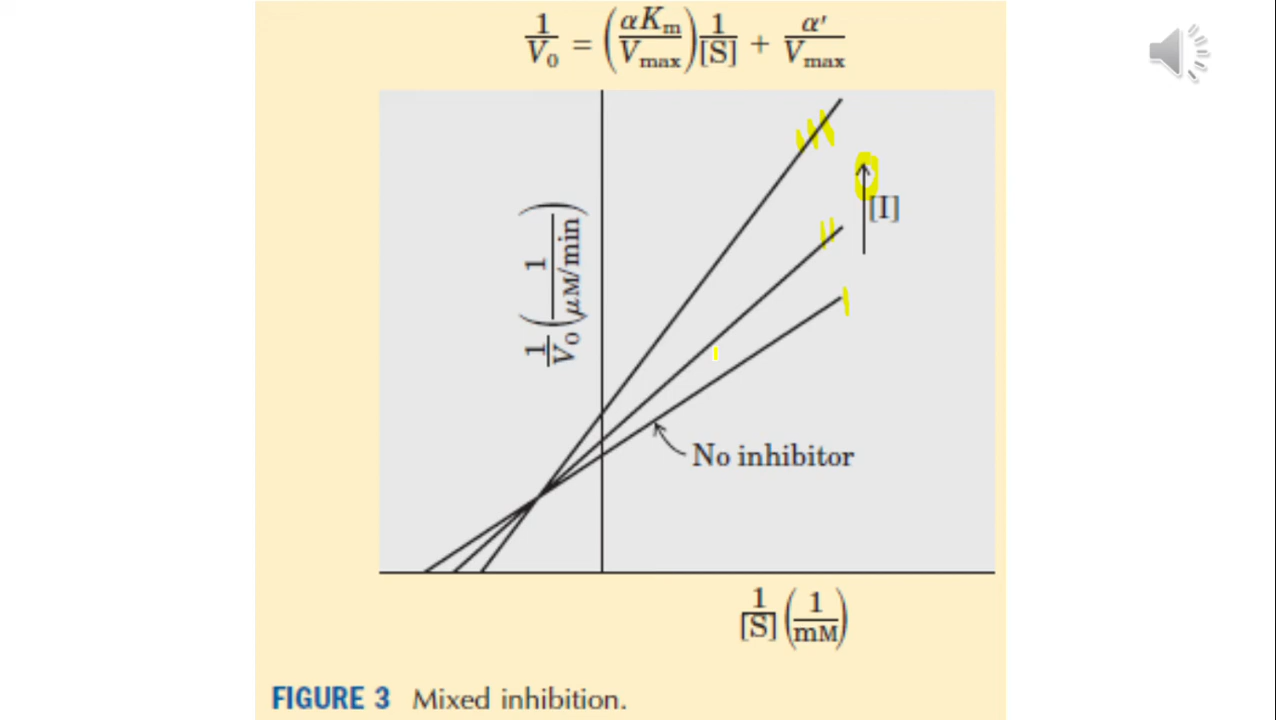 1/V₀ = (αKₘ/Vₘₐₓ) 1/[S] + α′/Vₘₐₓ
1/V₀ (1/μM/min)
[I]
No inhibitor
1/[S] (1/mM)
FIGURE 3 Mixed inhibition.